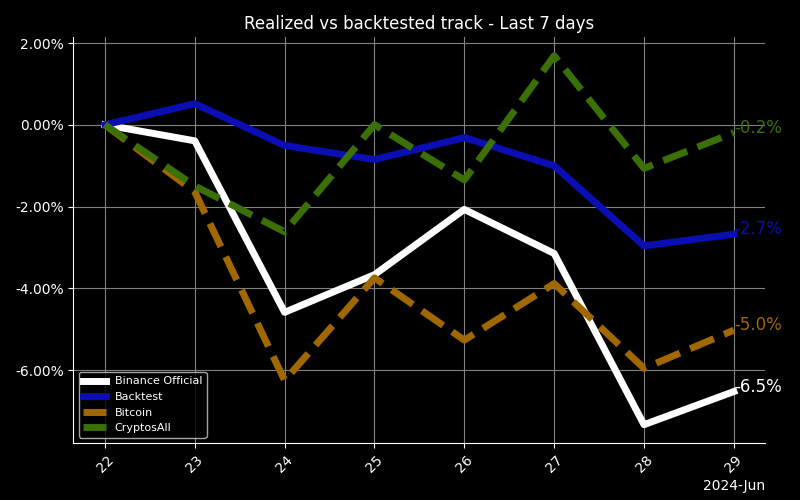 Realized vs backtested track - Last 7 days
2.00%
0.00%
-2.00%
-4.00%
-6.00%
-0.2%
-2.7%
-5.0%
-6.5%
Binance Official
Backtest
Bitcoin
CryptosAll
22
23
24
25
26
27
28
29
2024-Jun